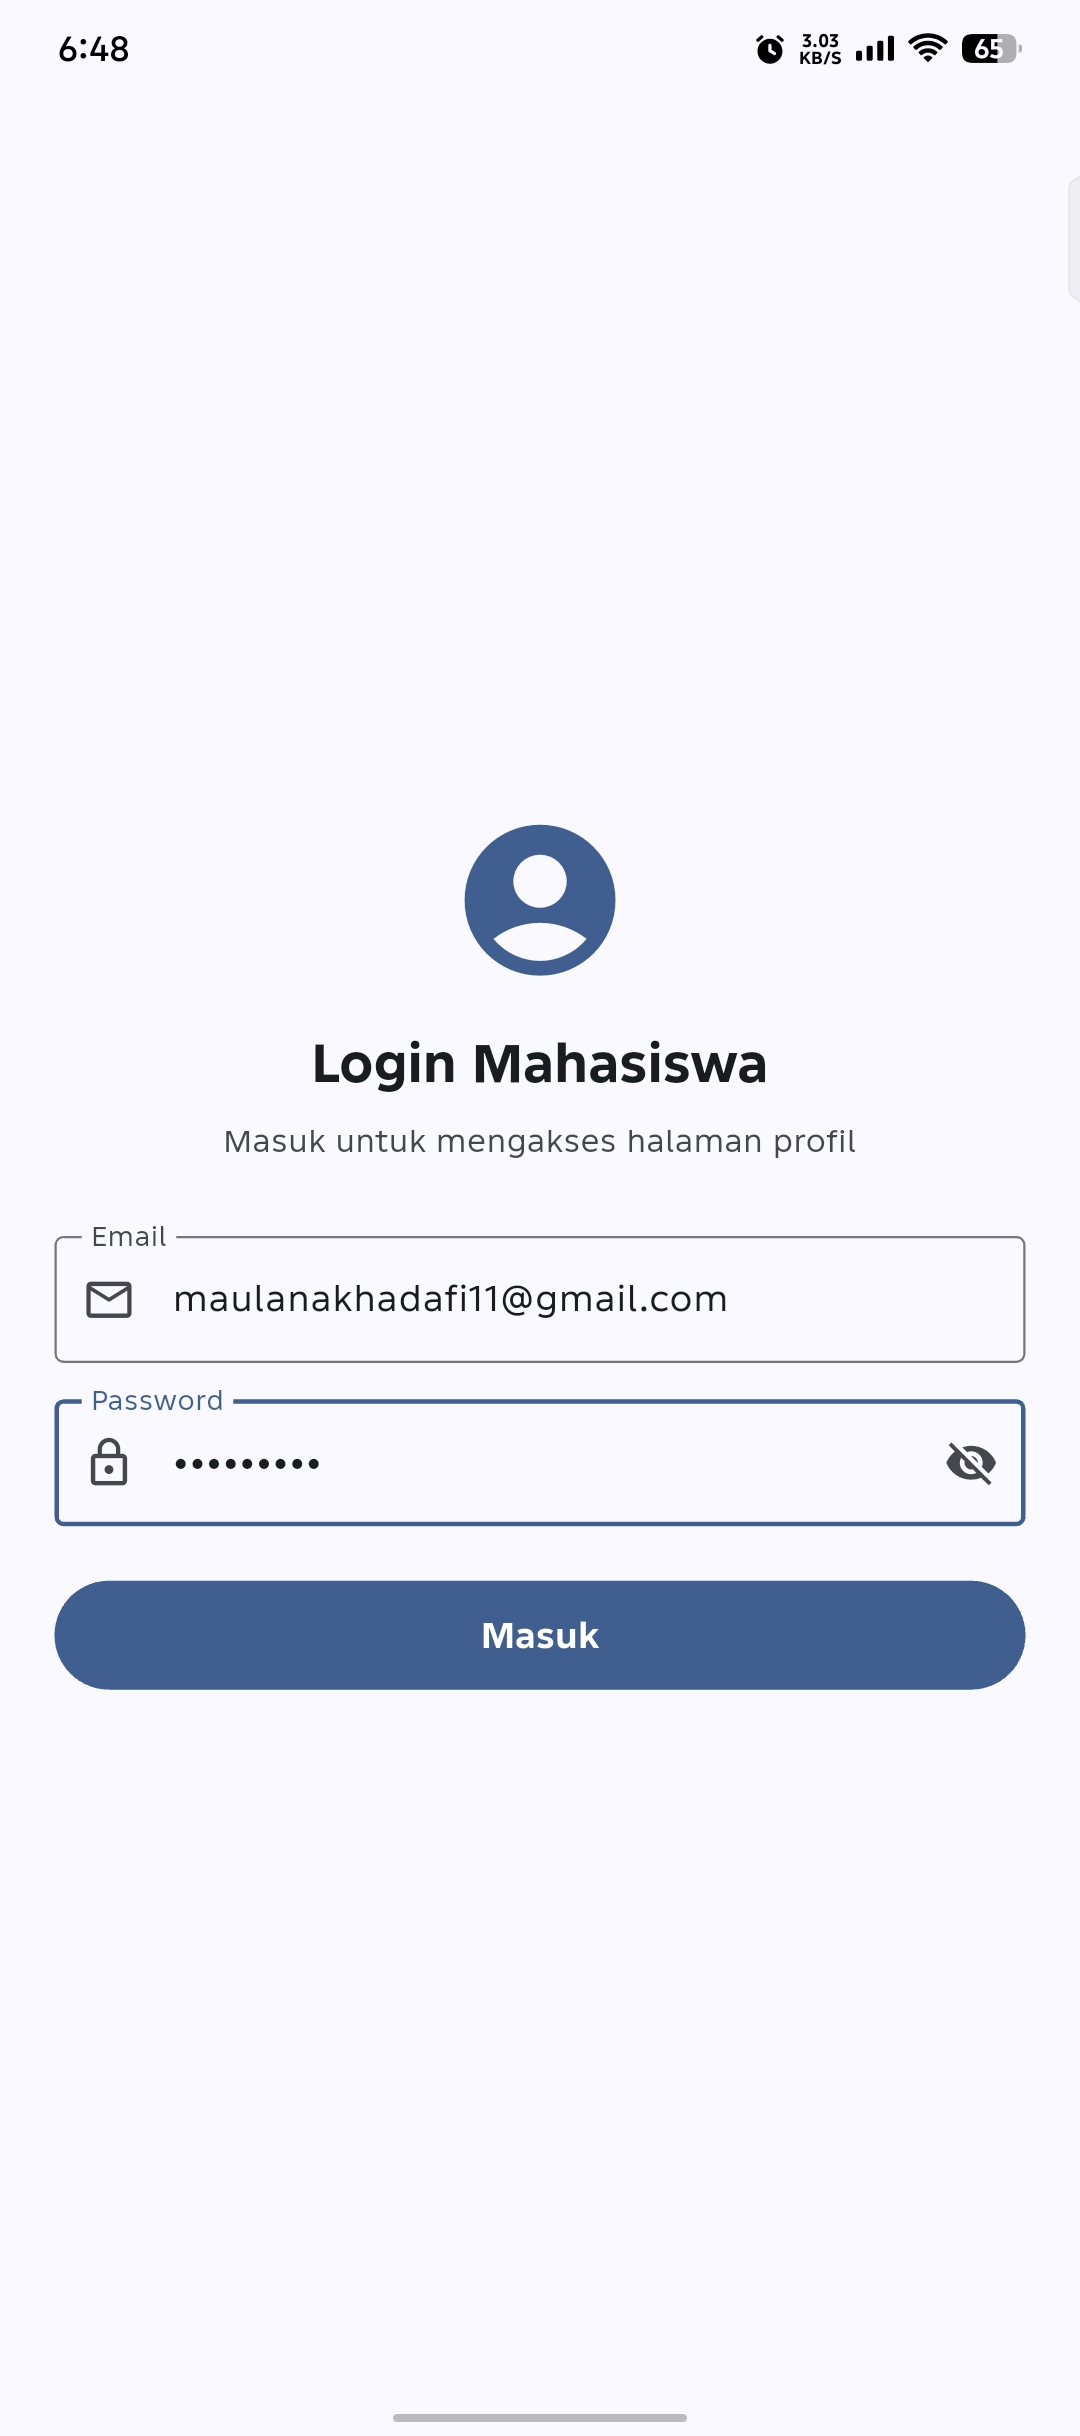 6:48
3.03
KB/S
65
Login Mahasiswa
Masuk untuk mengakses halaman profil
Email
maulanakhadafi11@gmail.com
Password
•••••••••
Masuk